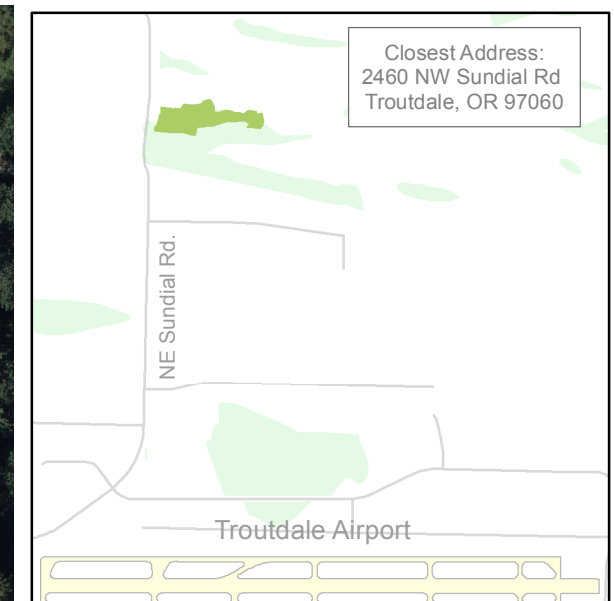 Closest Address:
2460 NW Sundial Rd
Troutdale, OR 97060
NE Sundial Rd.
Troutdale Airport